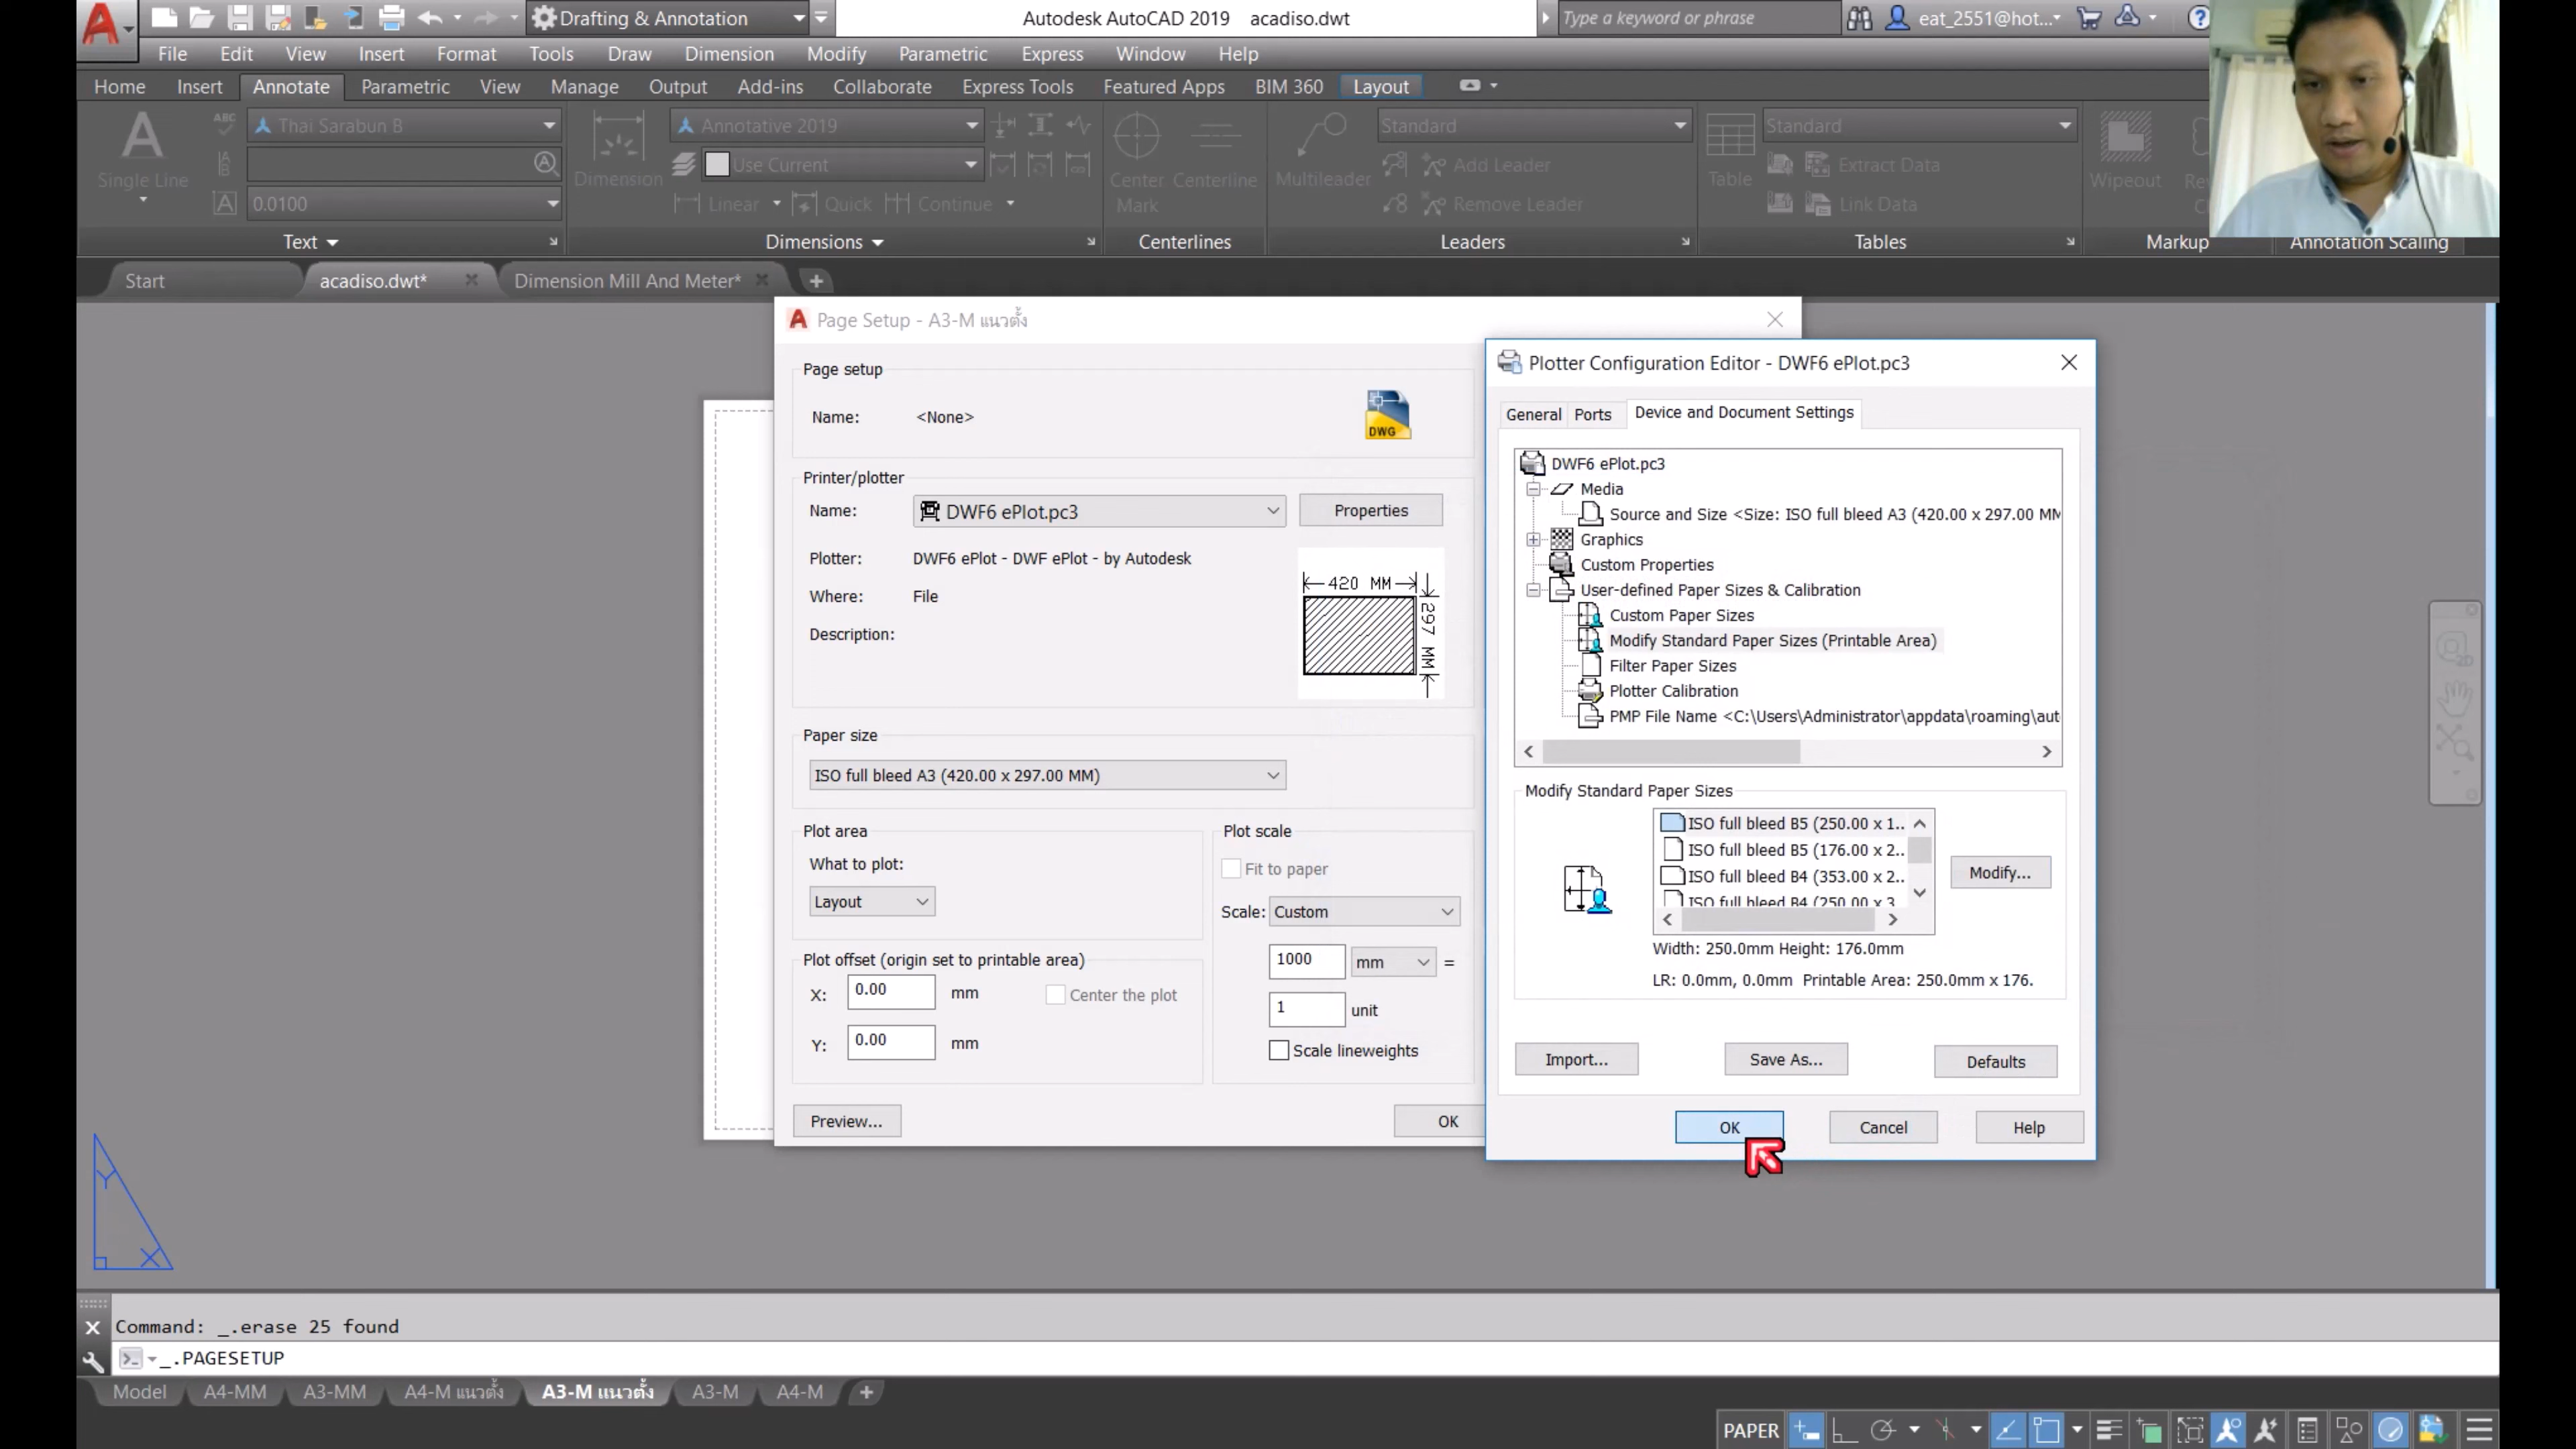 Drafting & Annotation
Autodesk AutoCAD 2019 acadiso.dwt
Type a keyword or phrase
eat_2551@hot...
File Edit View Insert Format Tools Draw Dimension Modify Parametric Express Window Help
Home Insert Annotate Parametric View Manage Output Add-ins Collaborate Express Tools Featured Apps BIM 360 Layout
Thai Sarabun B
Annotative 2019
Standard
Standard
Single Line
Dimension
Use Current
Center Mark
Centerline
Multileader
Add Leader
Table
Extract Data
Wipeout
0.0100
Linear Quick Continue
Remove Leader
Link Data
Text Dimensions Centerlines Leaders Tables Markup Annotation Scaling
Start acadiso.dwt* Dimension Mill And Meter*
Page Setup - A3-M แนวตั้ง
Page setup
Name: <None>
DWG
Printer/plotter
Name: DWF6 ePlot.pc3 Properties
Plotter: DWF6 ePlot - DWF ePlot - by Autodesk
Where: File
Description:
420 MM
297 MM
Paper size
ISO full bleed A3 (420.00 x 297.00 MM)
Plot area
What to plot:
Layout
Plot scale
Fit to paper
Scale: Custom
1000 mm =
1 unit
Scale lineweights
Plot offset (origin set to printable area)
X: 0.00 mm Center the plot
Y: 0.00 mm
Preview... OK
Plotter Configuration Editor - DWF6 ePlot.pc3
General Ports Device and Document Settings
DWF6 ePlot.pc3
Media
Source and Size <Size: ISO full bleed A3 (420.00 x 297.00 MM
Graphics
Custom Properties
User-defined Paper Sizes & Calibration
Custom Paper Sizes
Modify Standard Paper Sizes (Printable Area)
Filter Paper Sizes
Plotter Calibration
PMP File Name <C:\Users\Administrator\appdata\roaming\aut
Modify Standard Paper Sizes
ISO full bleed B5 (250.00 x 1..
ISO full bleed B5 (176.00 x 2..
ISO full bleed B4 (353.00 x 2..
ISO full bleed B4 (250.00 x 3
Modify...
Width: 250.0mm Height: 176.0mm
LR: 0.0mm, 0.0mm Printable Area: 250.0mm x 176.
Import... Save As... Defaults
OK Cancel Help
Y
X
Command: _.erase 25 found
_.PAGESETUP
Model A4-MM A3-MM A4-M แนวตั้ง A3-M แนวตั้ง A3-M A4-M
PAPER